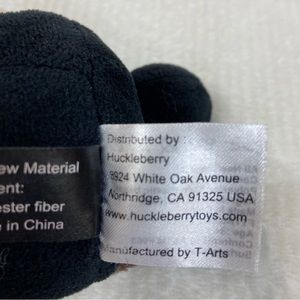 ew Material
ent:
ester fiber
e in China
Distributed by :
Huckleberry
8924 White Oak Avenue
Northridge, CA 91325 USA
www.huckleberrytoys.com
Manufactured by T-Arts